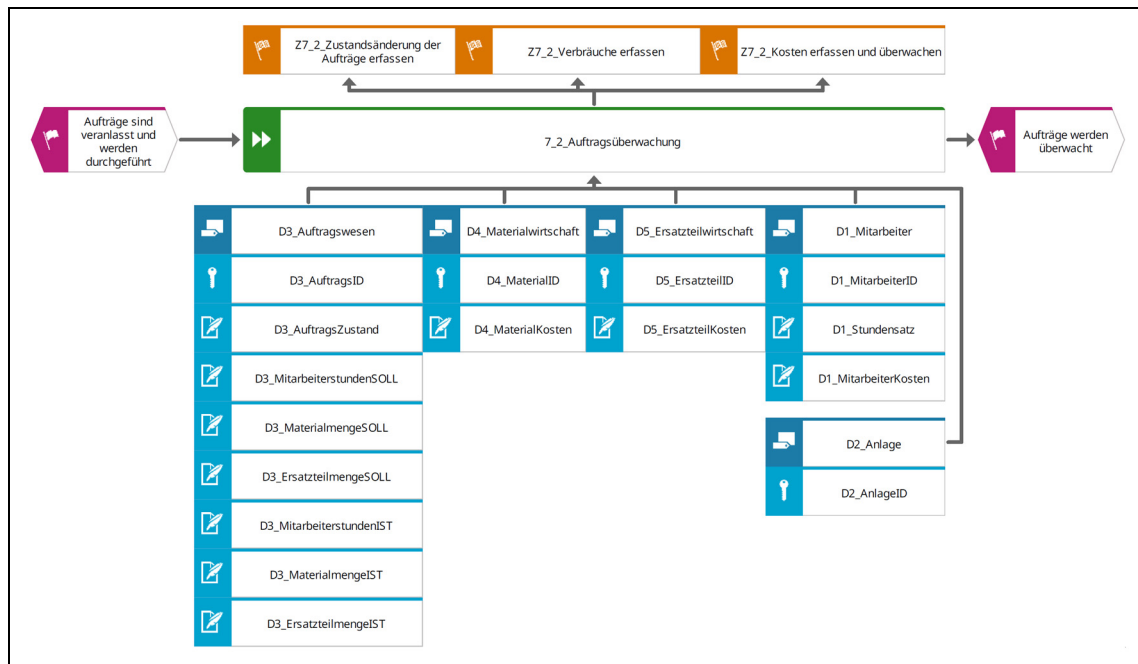 Z7_2_Zustandsänderung der
Aufträge erfassen
Z7_2_Verbräuche erfassen
Z7_2_Kosten erfassen und überwachen
Aufträge sind
veranlasst und
werden
durchgeführt
7_2_Auftragsüberwachung
Aufträge werden
überwacht
D3_Auftragswesen
D4_Materialwirtschaft
D5_Ersatzteilwirtschaft
D1_Mitarbeiter
D3_AuftragsID
D4_MaterialID
D5_ErsatzteilID
D1_MitarbeiterID
D3_AuftragsZustand
D4_MaterialKosten
D5_ErsatzteilKosten
D1_Stundensatz
D3_MitarbeiterstundenSOLL
D1_MitarbeiterKosten
D3_MaterialmengeSOLL
D2_Anlage
D3_ErsatzteilmengeSOLL
D2_AnlageID
D3_MitarbeiterstundenIST
D3_MaterialmengeIST
D3_ErsatzteilmengeIST